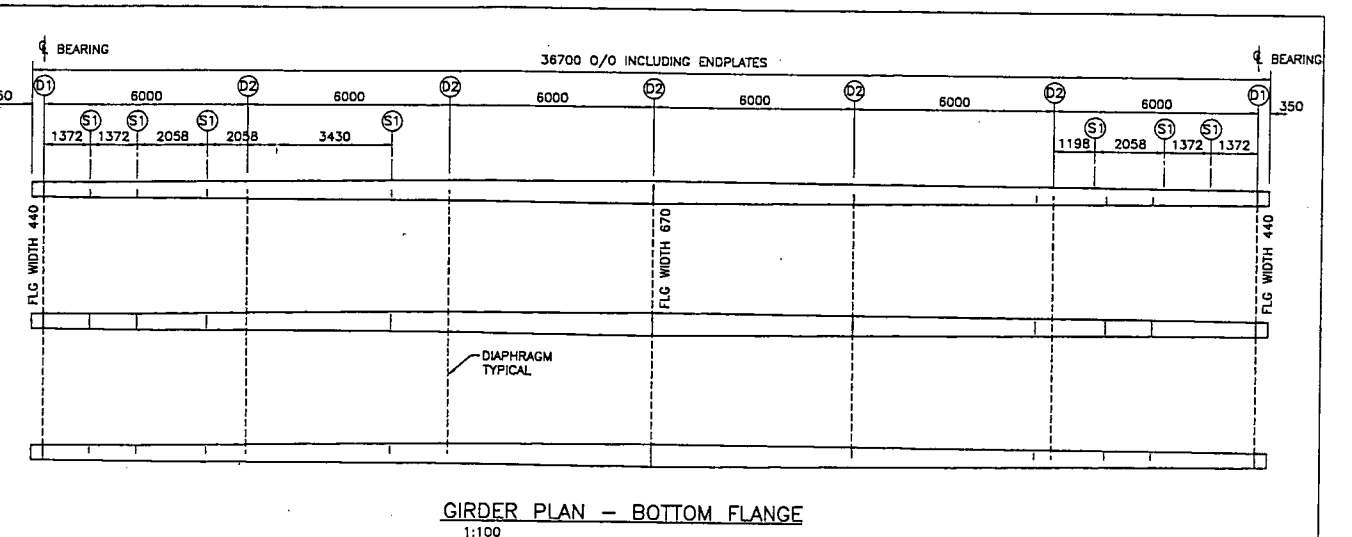 ℄ BEARING
36700 O/O INCLUDING ENDPLATES
℄ BEARING
D1 D2 D2 D2 D2 D2 D1
6000 6000 6000 6000 6000 6000 350
S1 S1 S1 S1 S1 S1 S1
1372 1372 2058 2058 3430 1198 2058 1372 1372
FLG WIDTH 440
FLG WIDTH 670
FLG WIDTH 440
DIAPHRAGM
TYPICAL
GIRDER PLAN – BOTTOM FLANGE
1:100